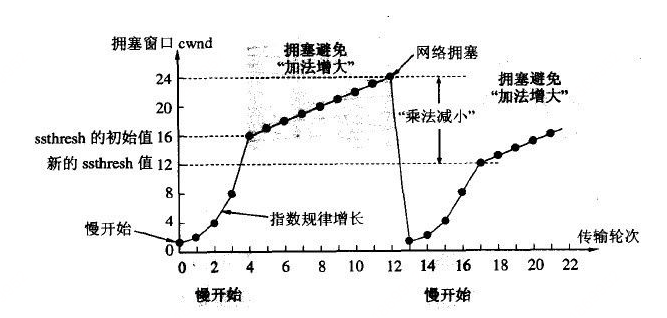 拥塞窗口 cwnd
拥塞避免
“加法增大”
网络拥塞
拥塞避免
“加法增大”
24
20
ssthresh 的初始值 16
“乘法减小”
新的 ssthresh 值 12
8
4
指数规律增长
慢开始
0
传输轮次
0 2 4 6 8 10 12 14 16 18 20 22
慢开始
慢开始